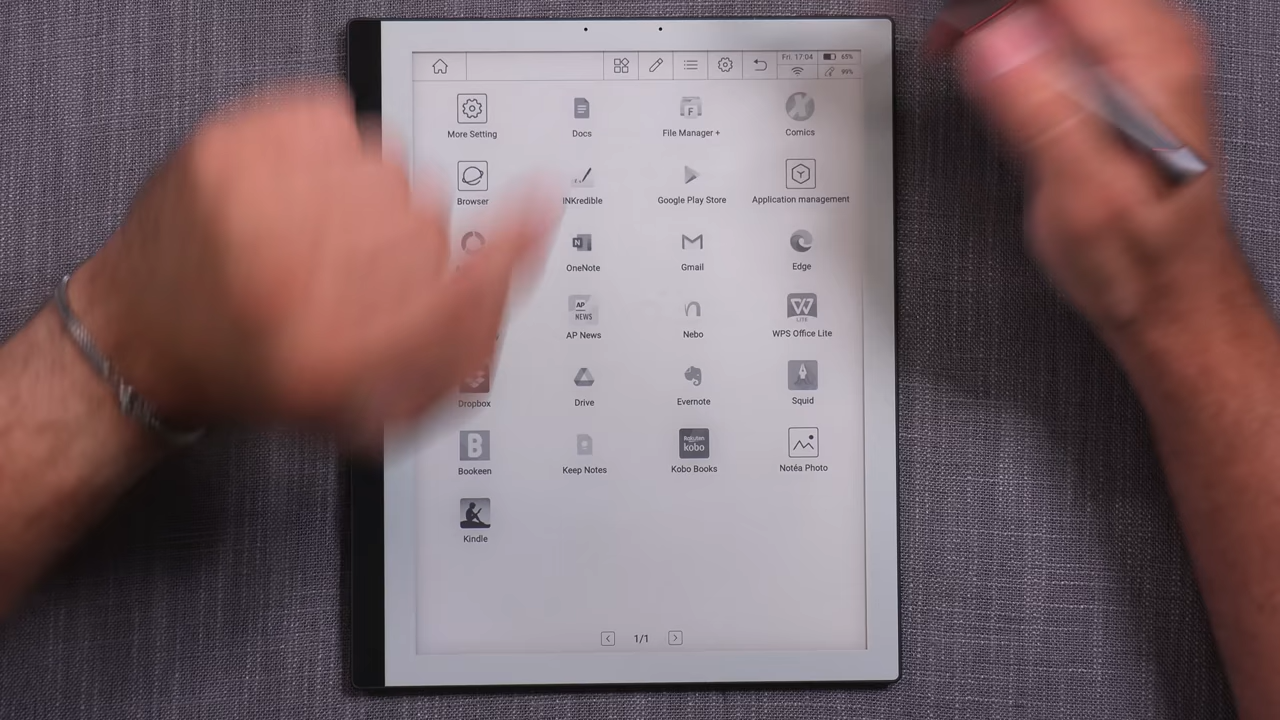 Fri. 17:04 65%
99%
More Setting Docs File Manager + Comics
Browser INKredible Google Play Store Application management
OneNote Gmail Edge
AP
NEWS
LITE
AP News Nebo WPS Office Lite
Dropbox Drive Evernote Squid
B
Rakuten
kobo
Bookeen Keep Notes Kobo Books Notéa Photo
Kindle
1/1